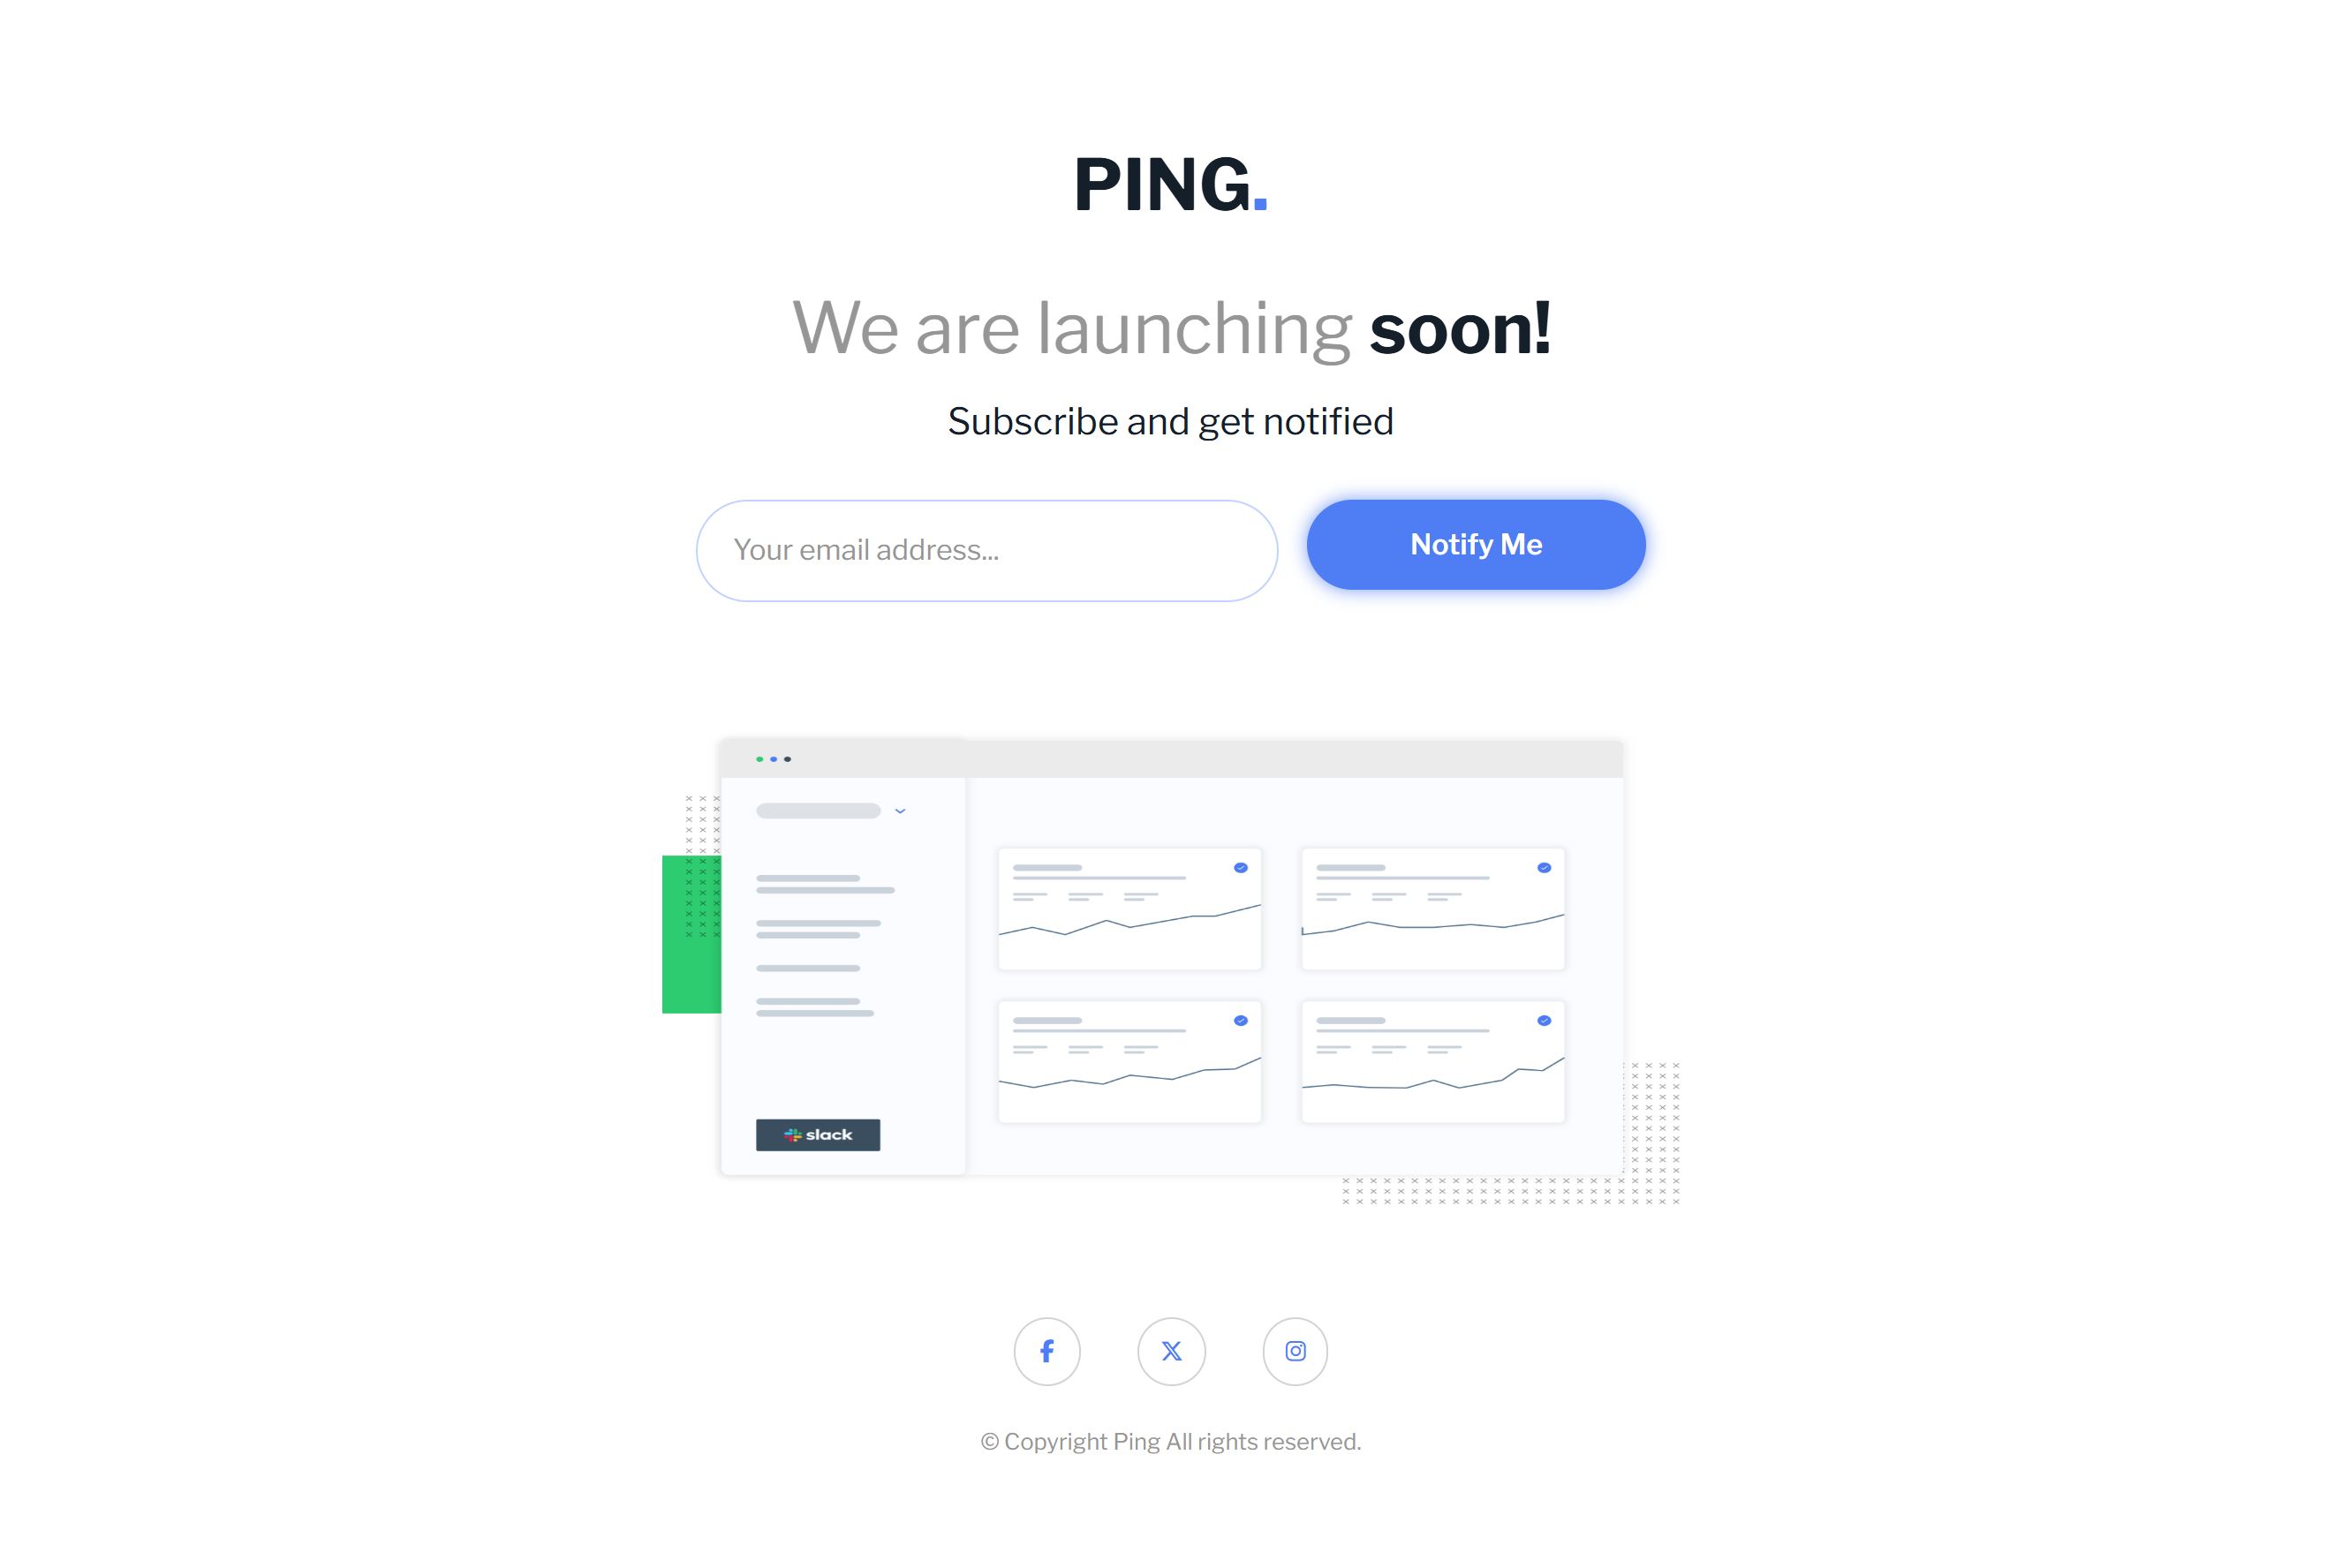 PING.
We are launching soon!
Subscribe and get notified
Your email address...
Notify Me
slack
© Copyright Ping All rights reserved.